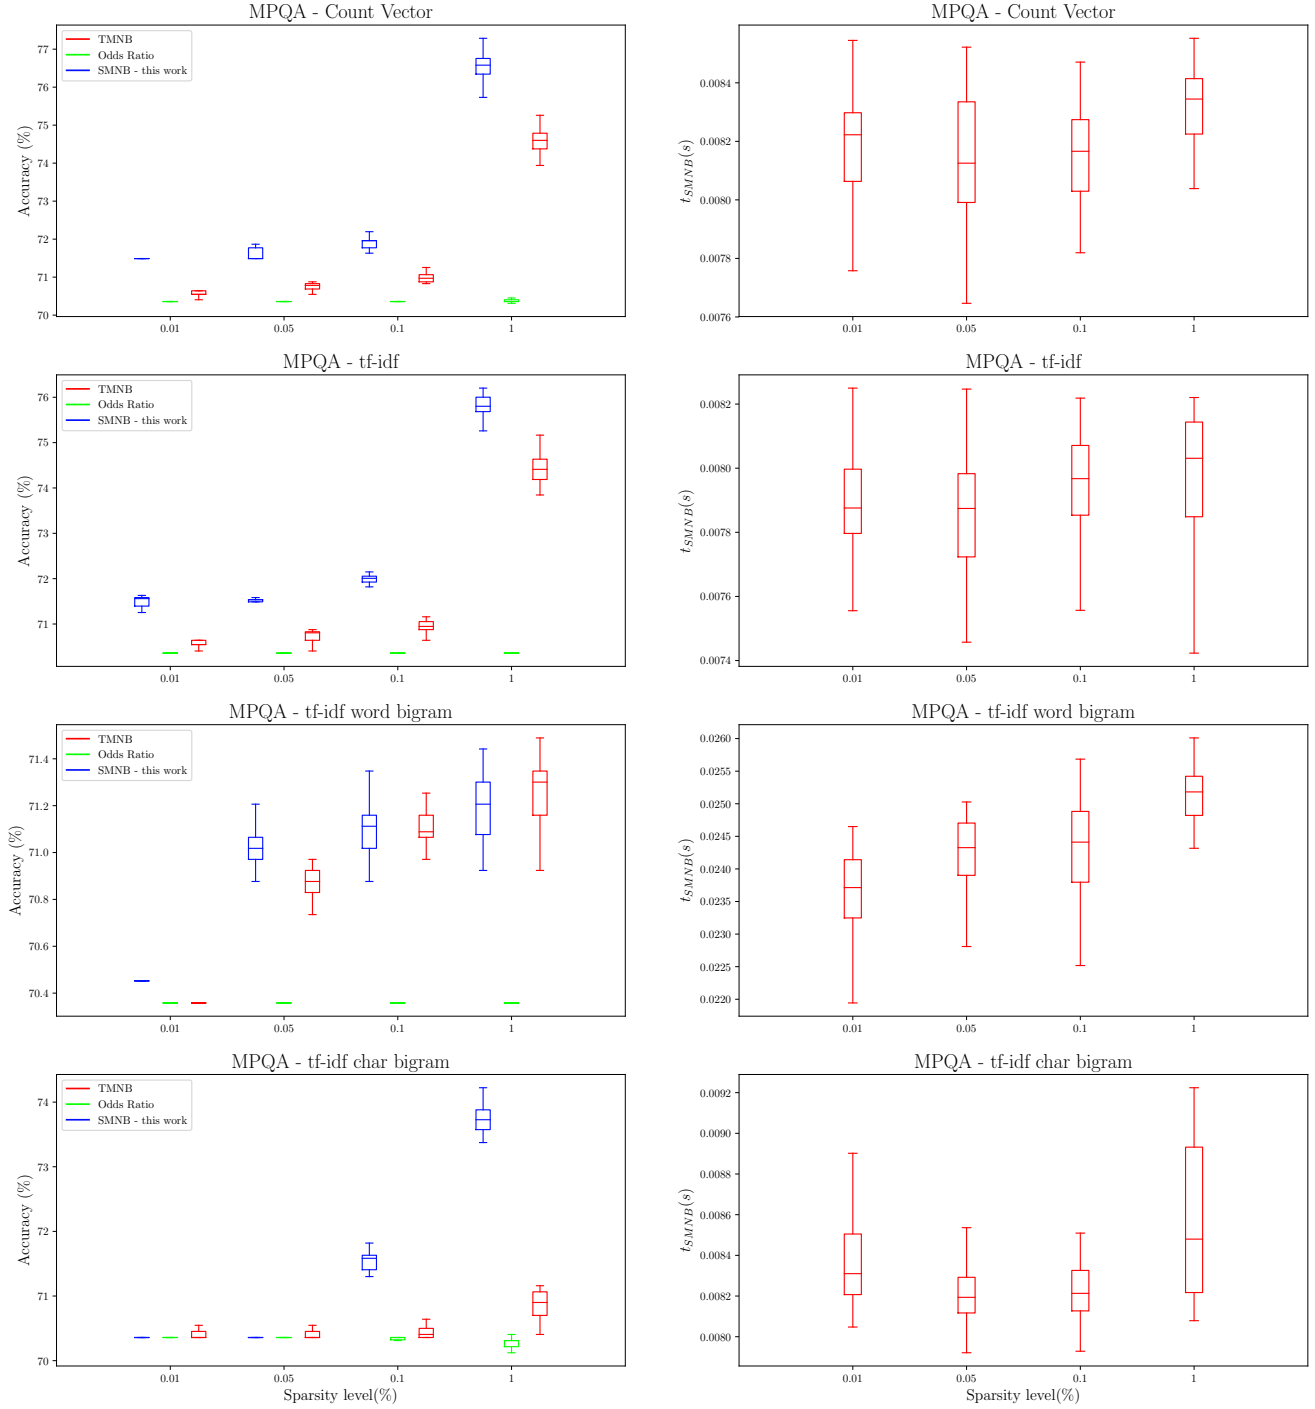 MPQA - Count Vector
TMNB
Odds Ratio
SMNB - this work
Accuracy (%)
77
76
75
74
73
72
71
70
0.01 0.05 0.1 1
MPQA - Count Vector
t_SMNB(s)
0.0084
0.0082
0.0080
0.0078
0.0076
0.01 0.05 0.1 1
MPQA - tf-idf
TMNB
Odds Ratio
SMNB - this work
Accuracy (%)
76
75
74
73
72
71
0.01 0.05 0.1 1
MPQA - tf-idf
t_SMNB(s)
0.0082
0.0080
0.0078
0.0076
0.0074
0.01 0.05 0.1 1
MPQA - tf-idf word bigram
TMNB
Odds Ratio
SMNB - this work
Accuracy (%)
71.4
71.2
71.0
70.8
70.6
70.4
0.01 0.05 0.1 1
MPQA - tf-idf word bigram
t_SMNB(s)
0.0260
0.0255
0.0250
0.0245
0.0240
0.0235
0.0230
0.0225
0.0220
0.01 0.05 0.1 1
MPQA - tf-idf char bigram
TMNB
Odds Ratio
SMNB - this work
Accuracy (%)
74
73
72
71
70
0.01 0.05 0.1 1
Sparsity level(%)
MPQA - tf-idf char bigram
t_SMNB(s)
0.0092
0.0090
0.0088
0.0086
0.0084
0.0082
0.0080
0.01 0.05 0.1 1
Sparsity level(%)